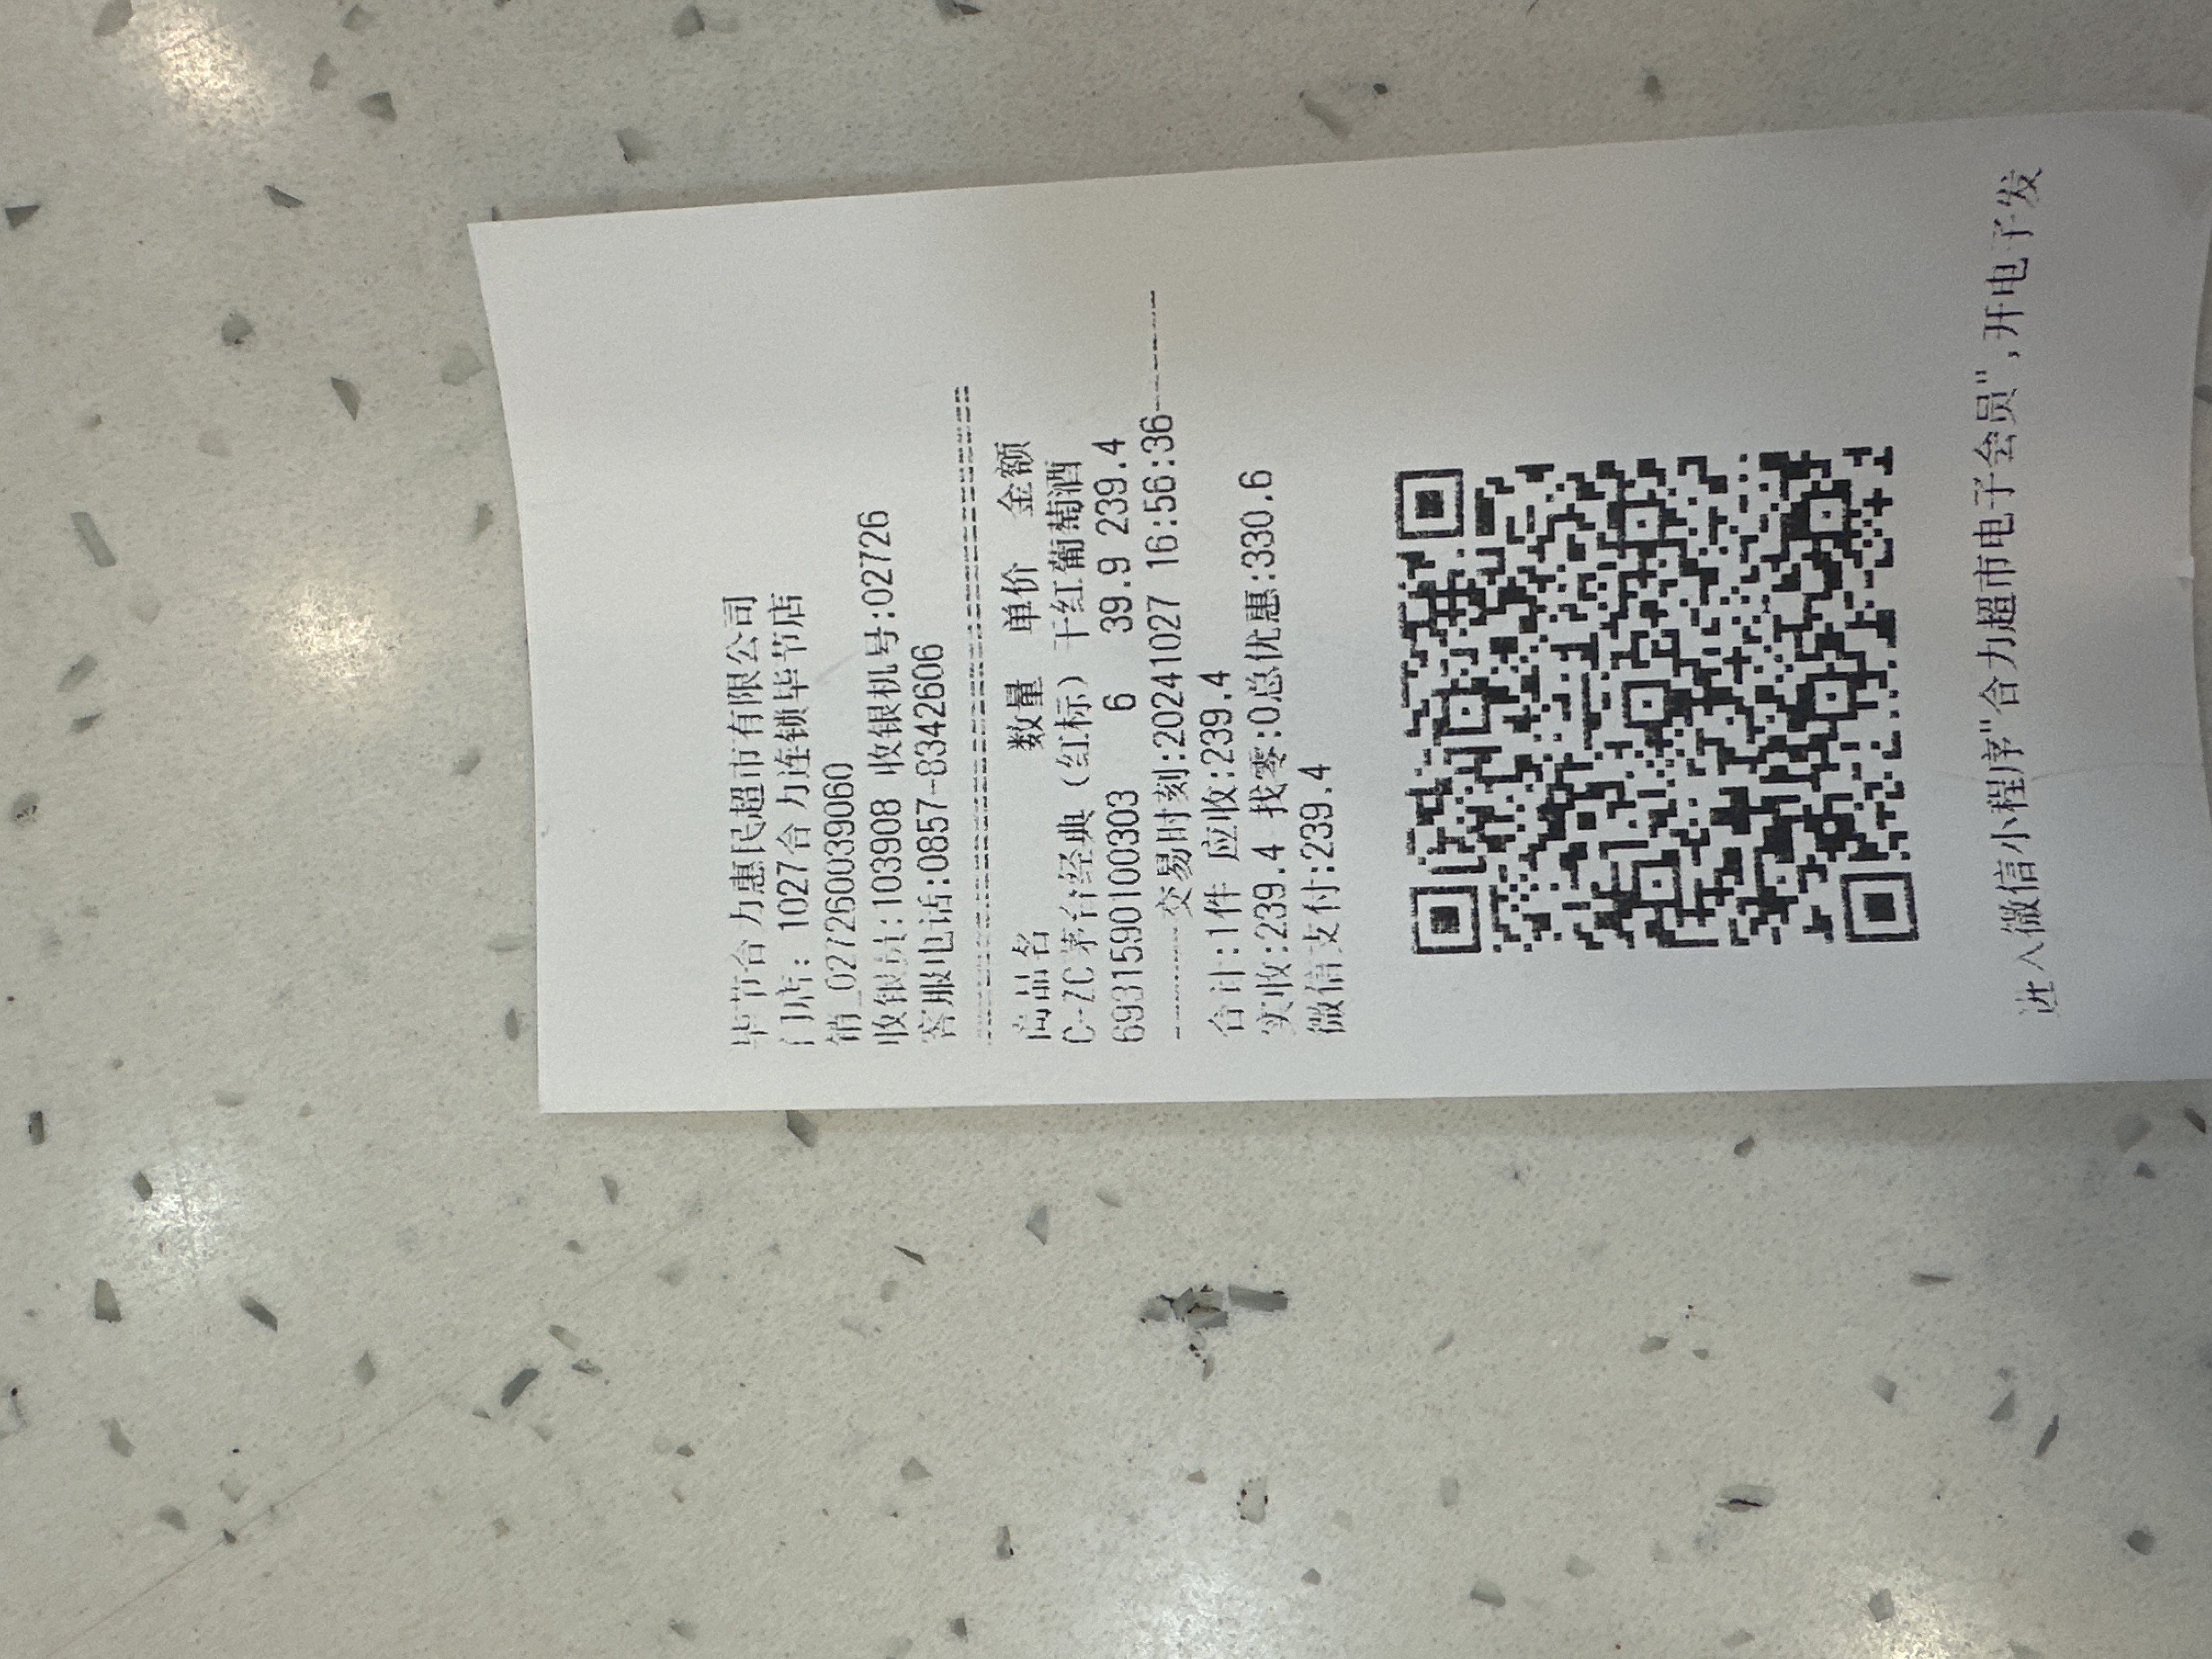 毕节合力惠民超市有限公司
门店: 1027合力连锁毕节店
销_027260039060
收银员:103908 收银机号:02726
客服电话:0857-8342606
商品名 数量 单价 金额
C-ZC茅台经典(红标)干红葡萄酒
6931590100303 6 39.9 239.4
--------交易时刻:20241027 16:56:36--------
合计:1件 应收:239.4
实收:239.4 找零:0总优惠:330.6
微信支付:239.4
进入微信小程序"合力超市电子会员",开电子发